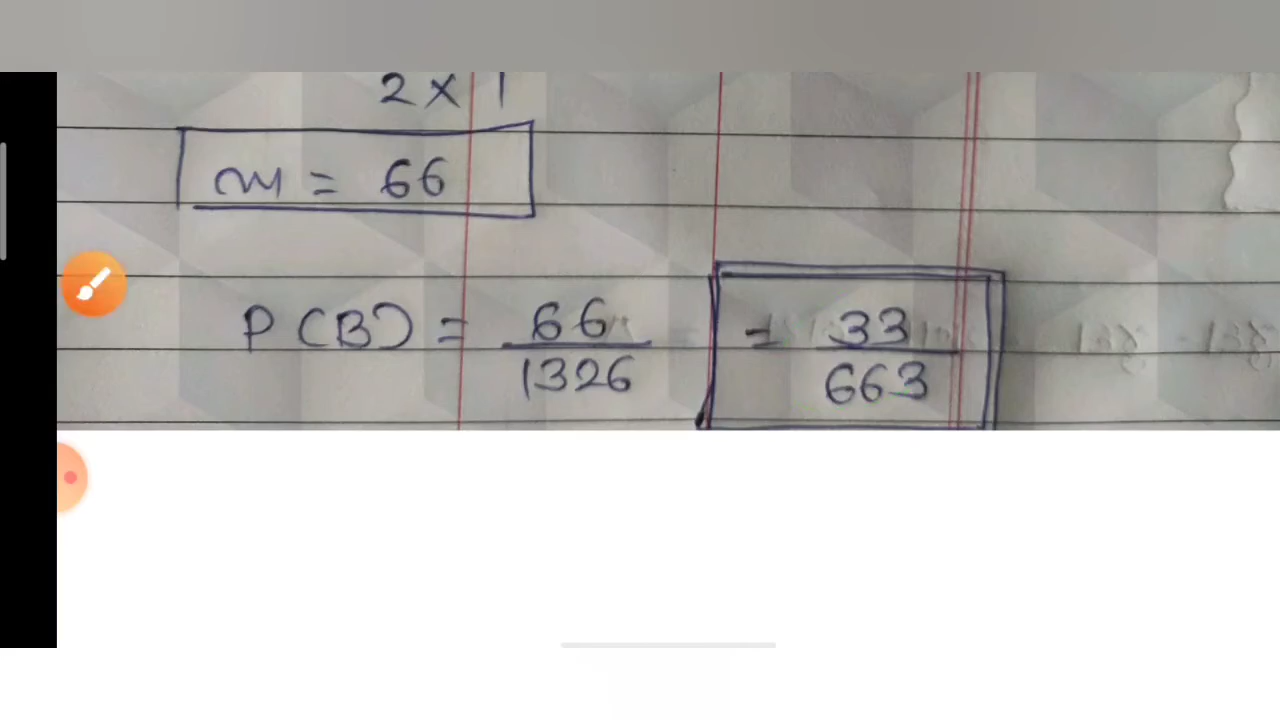 2 × 1
m = 66
P(B) = 66/1326 = 33/663